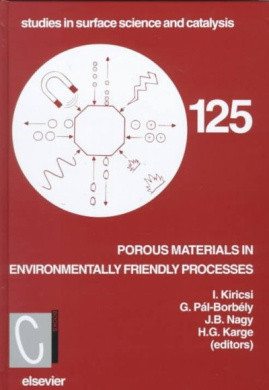 studies in surface science and catalysis
125
POROUS MATERIALS IN
ENVIRONMENTALLY FRIENDLY PROCESSES
I. Kiricsi
G. Pál-Borbély
J.B. Nagy
H.G. Karge
(editors)
elsevier